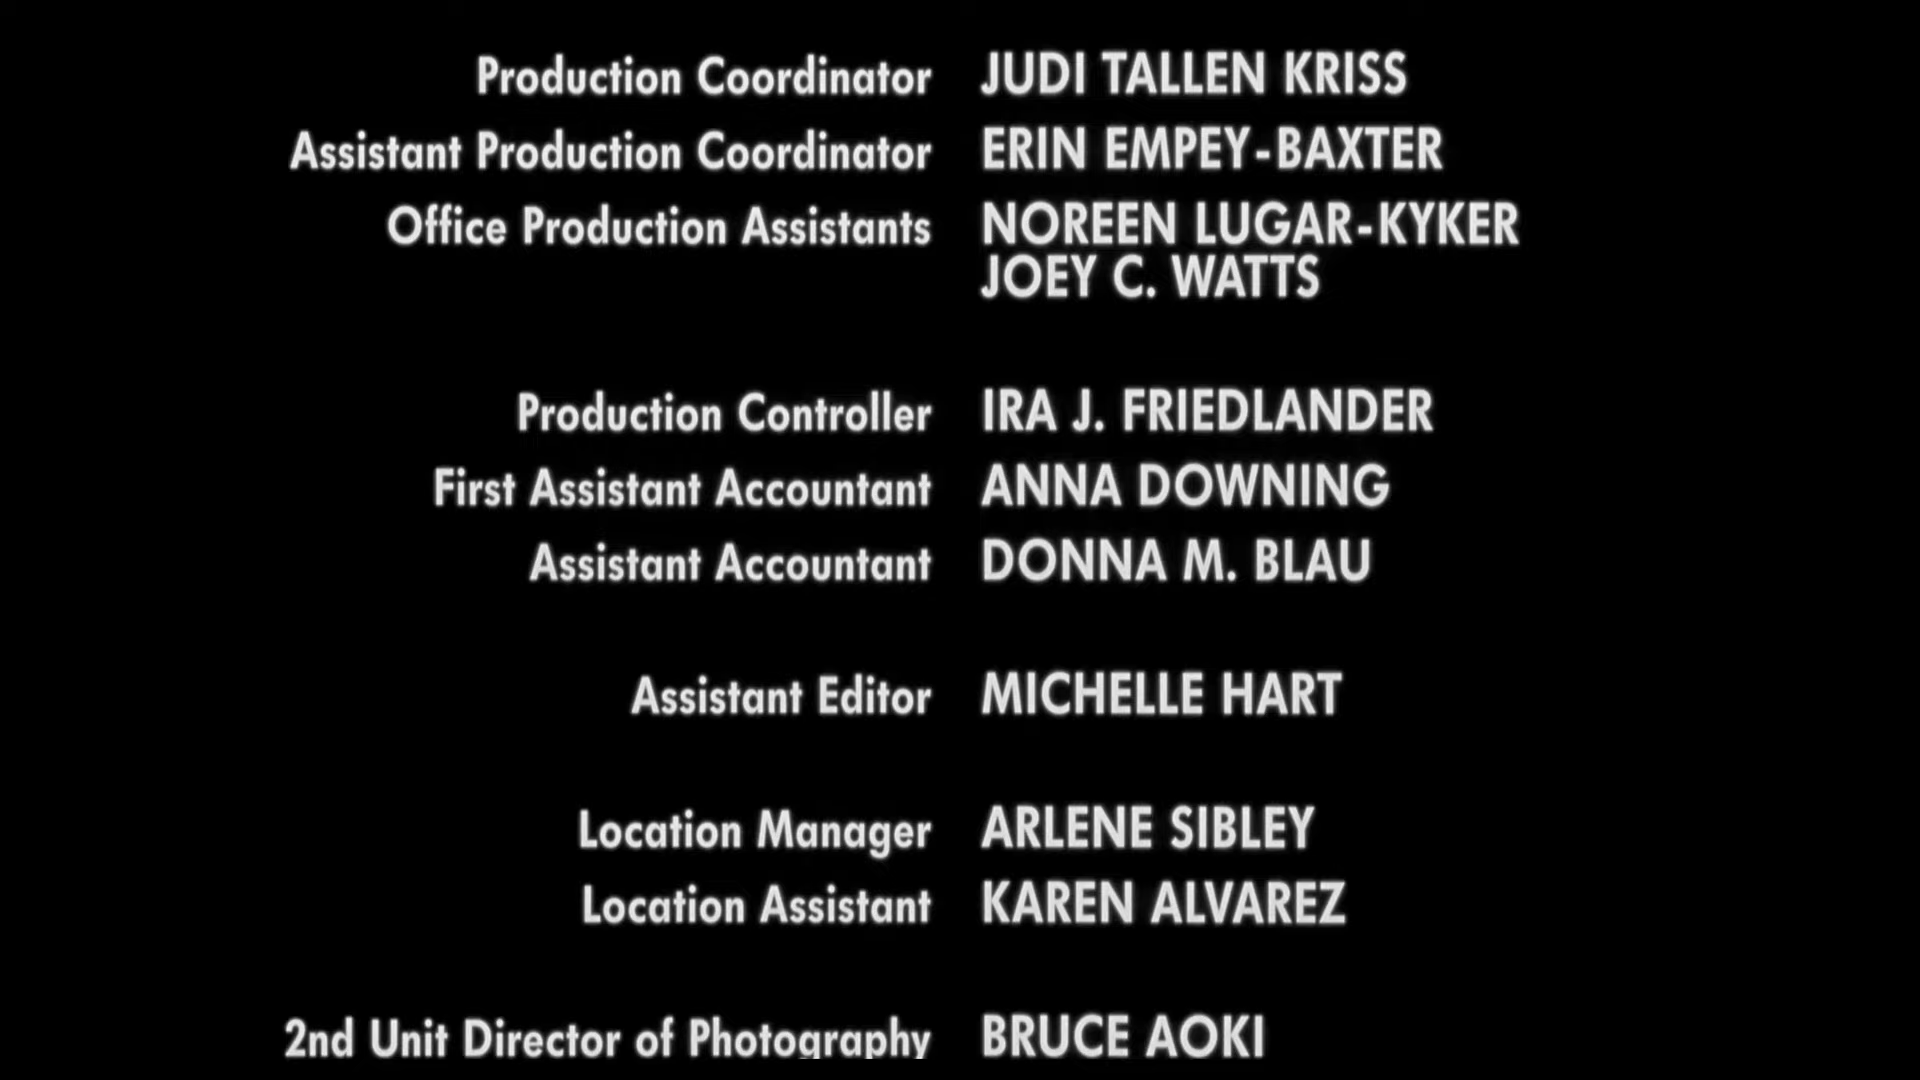 Production Coordinator JUDI TALLEN KRISS
Assistant Production Coordinator ERIN EMPEY-BAXTER
Office Production Assistants NOREEN LUGAR-KYKER
JOEY C. WATTS
Production Controller IRA J. FRIEDLANDER
First Assistant Accountant ANNA DOWNING
Assistant Accountant DONNA M. BLAU
Assistant Editor MICHELLE HART
Location Manager ARLENE SIBLEY
Location Assistant KAREN ALVAREZ
2nd Unit Director of Photography BRUCE AOKI